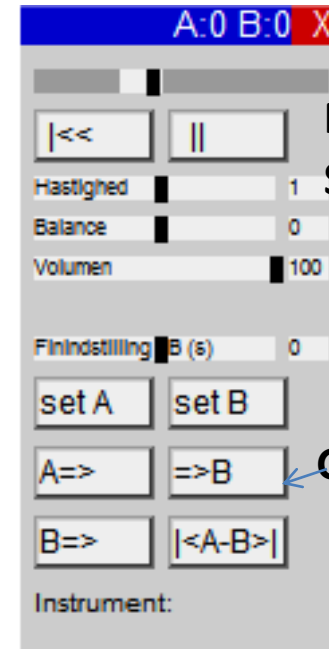 A:0 B:0 X
|<< ||
Hastighed 1
Balance 0
Volumen 100
Finindstilling B (s) 0
set A set B
A=> =>B
B=> |<A-B>|
Instrument: